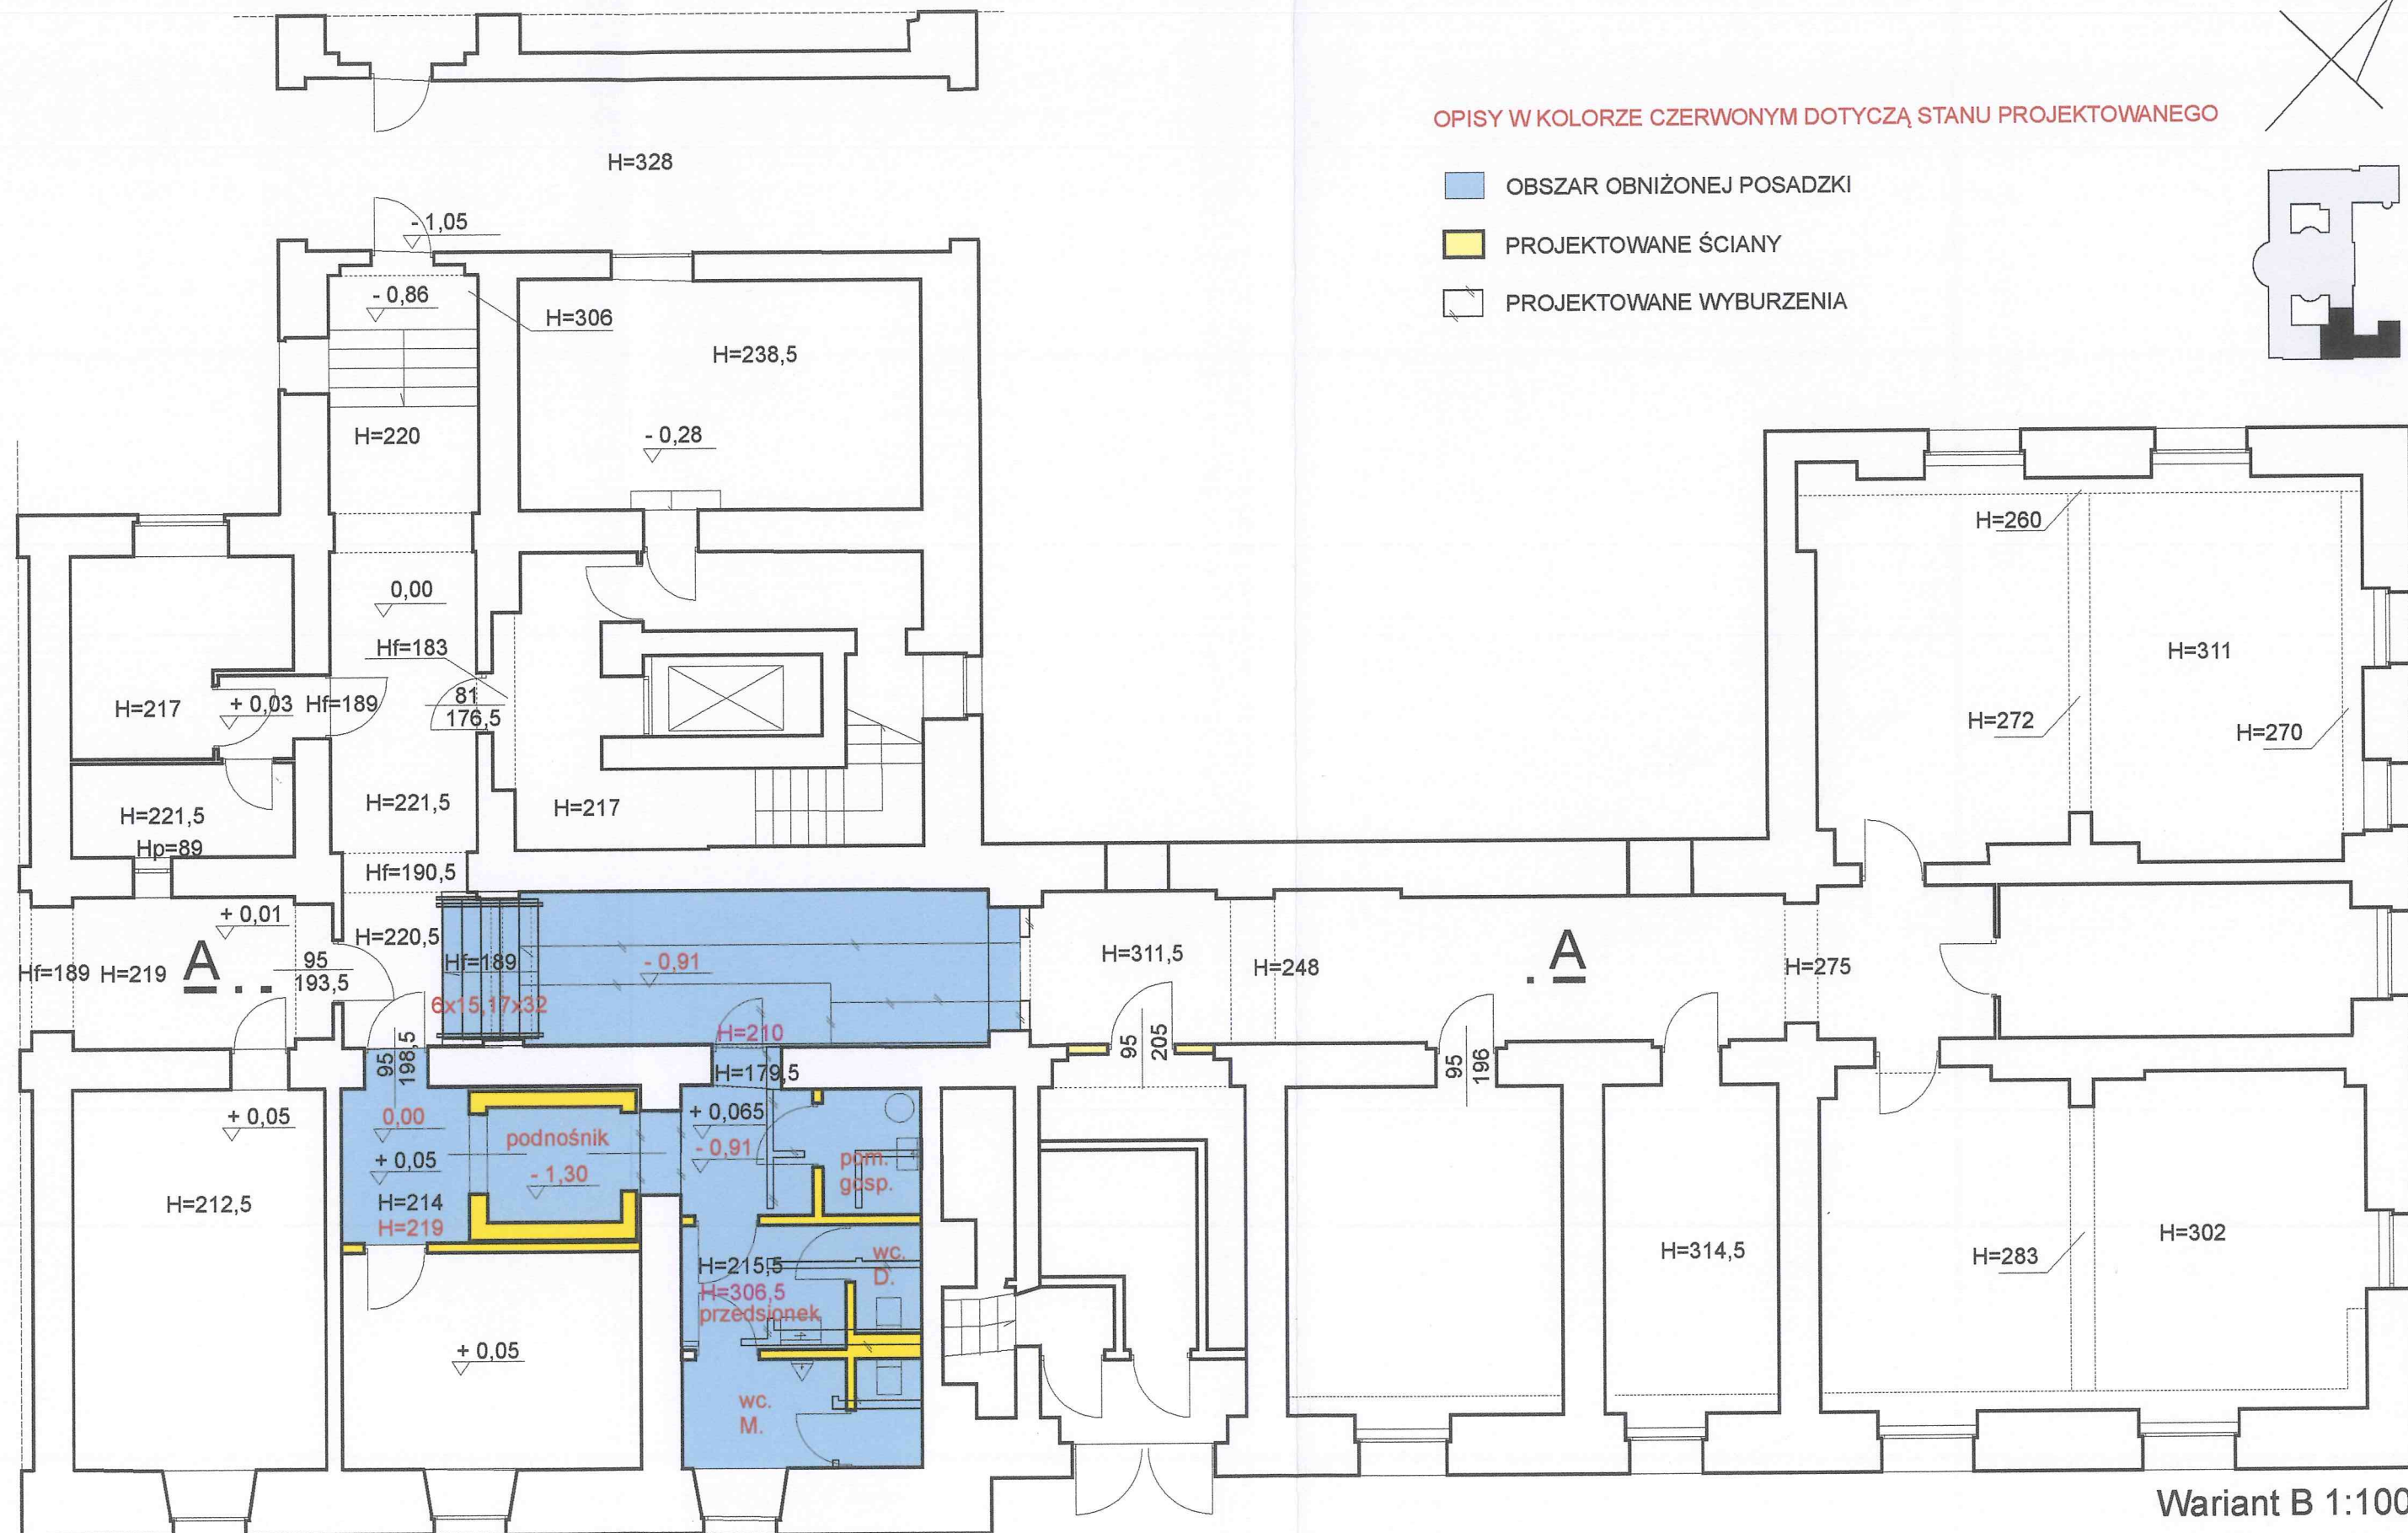 OPISY W KOLORZE CZERWONYM DOTYCZĄ STANU PROJEKTOWANEGO
OBSZAR OBNIŻONEJ POSADZKI
PROJEKTOWANE ŚCIANY
PROJEKTOWANE WYBURZENIA
H=328
- 1,05
- 0,86
H=306
H=238,5
H=220
- 0,28
H=260
0,00
Hf=183
H=311
H=217
+ 0,03
Hf=189
81
176,5
H=272
H=270
H=221,5
H=221,5
H=217
Hp=89
Hf=190,5
+ 0,01
H=220,5
Hf=189
H=219
A
95
193,5
Hf=189
- 0,91
H=311,5
H=248
A
H=275
6x15,17x32
H=210
95
198,5
95
205
95
196
H=179,5
+ 0,05
0,00
+ 0,05
H=214
H=219
podnośnik
- 1,30
+ 0,065
- 0,91
pom.
gosp.
H=212,5
H=215,5
H=306,5
przedsionek
wc.
D.
H=314,5
H=283
H=302
+ 0,05
wc.
M.
Wariant B 1:100